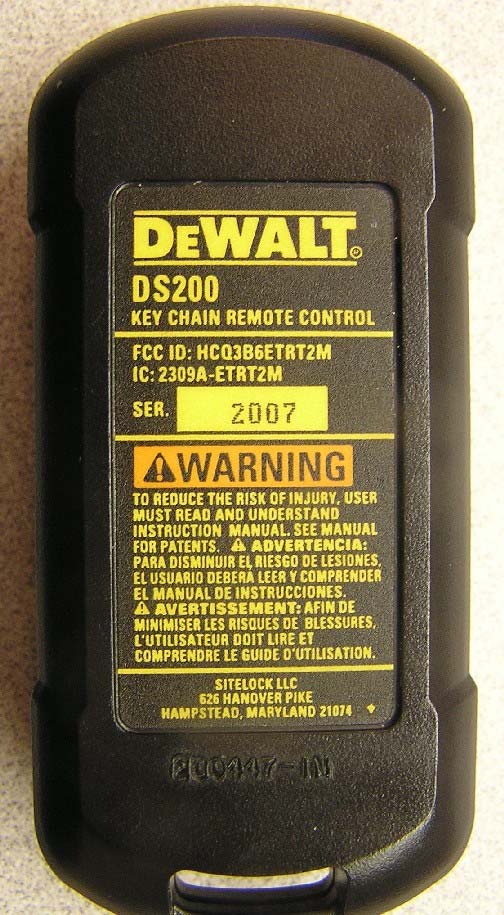 DEWALT®
DS200
KEY CHAIN REMOTE CONTROL
FCC ID: HCQ3B6ETRT2M
IC: 2309A-ETRT2M
SER. 2007
WARNING
TO REDUCE THE RISK OF INJURY, USER
MUST READ AND UNDERSTAND
INSTRUCTION MANUAL. SEE MANUAL
FOR PATENTS. ADVERTENCIA:
PARA DISMINUIR EL RIESGO DE LESIONES,
EL USUARIO DEBERÁ LEER Y COMPRENDER
EL MANUAL DE INSTRUCCIONES.
AVERTISSEMENT: AFIN DE
MINIMISER LES RISQUES DE BLESSURES,
L'UTILISATEUR DOIT LIRE ET
COMPRENDRE LE GUIDE D'UTILISATION.
SITELOCK LLC
626 HANOVER PIKE
HAMPSTEAD, MARYLAND 21074